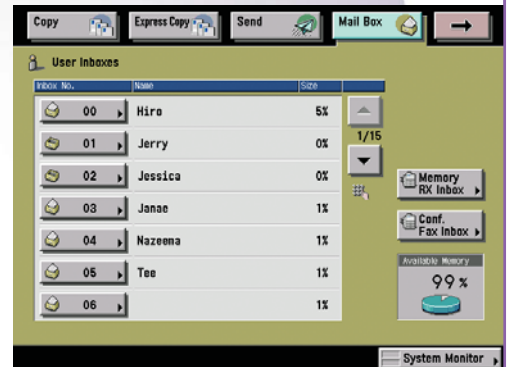 Copy Express Copy Send Mail Box
User Inboxes
Inbox No. Name Size
00 Hiro 5%
01 Jerry 0%
02 Jessica 0%
03 Janae 1%
04 Nazeema 1%
05 Tee 1%
06 1%
1/15
Memory
RX Inbox
Conf.
Fax Inbox
Available Memory
99%
System Monitor